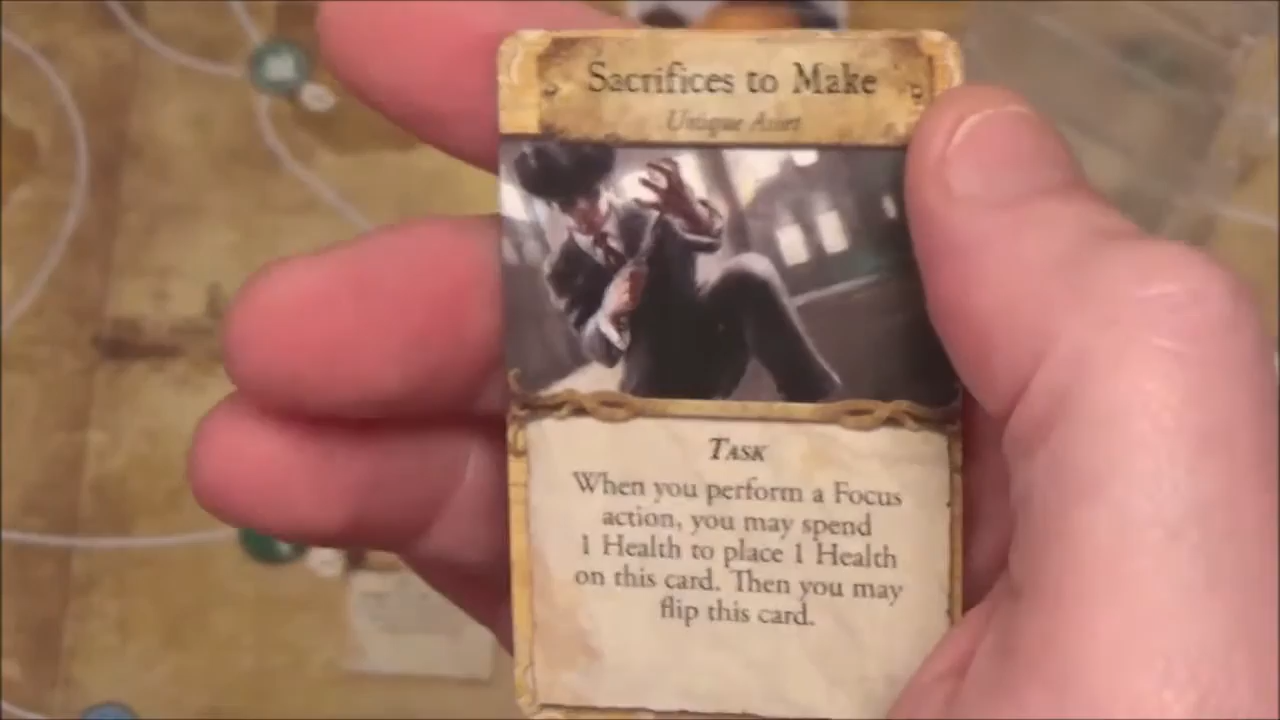 Sacrifices to Make
Unique Asset
TASK
When you perform a Focus
action, you may spend
1 Health to place 1 Health
on this card. Then you may
flip this card.